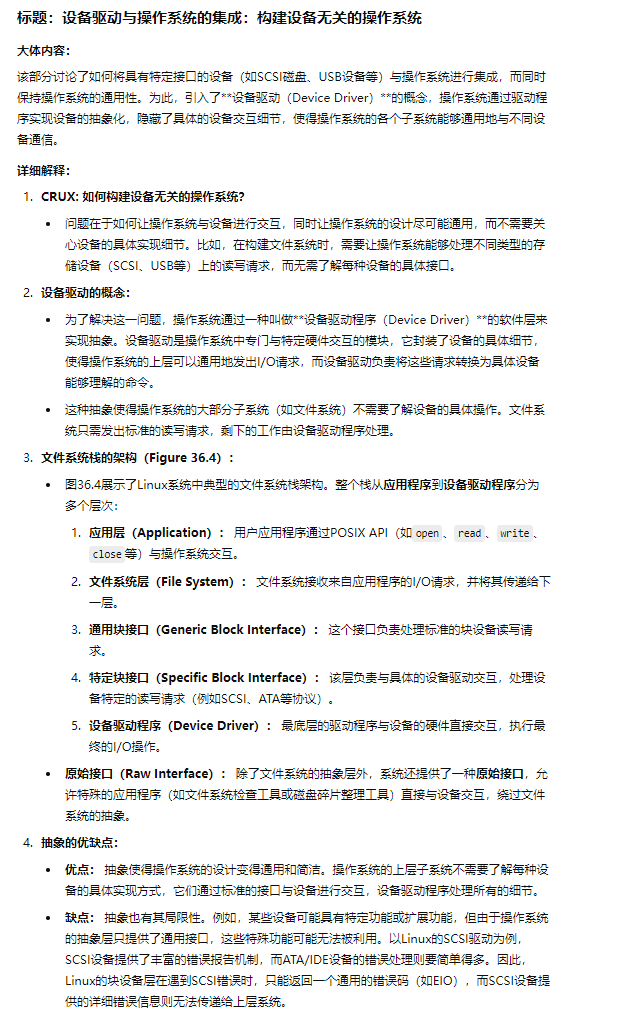 标题：设备驱动与操作系统的集成：构建设备无关的操作系统
大体内容：
该部分讨论了如何将具有特定接口的设备（如SCSI磁盘、USB设备等）与操作系统进行集成，而同时
保持操作系统的通用性。为此，引入了**设备驱动（Device Driver）**的概念，操作系统通过驱动程
序实现设备的抽象化，隐藏了具体的设备交互细节，使得操作系统的各个子系统能够通用地与不同设
备通信。
详细解释：
1. CRUX: 如何构建设备无关的操作系统?
• 问题在于如何让操作系统与设备进行交互，同时让操作系统的设计尽可能通用，而不需要关
心设备的具体实现细节。比如，在构建文件系统时，需要让操作系统能够处理不同类型的存
储设备（SCSI、USB等）上的读写请求，而无需了解每种设备的具体接口。
2. 设备驱动的概念：
• 为了解决这一问题，操作系统通过一种叫做**设备驱动程序（Device Driver）**的软件层来
实现抽象。设备驱动是操作系统中专门与特定硬件交互的模块，它封装了设备的具体细节，
使得操作系统的上层可以通用地发出I/O请求，而设备驱动负责将这些请求转换为具体设备
能够理解的命令。
• 这种抽象使得操作系统的大部分子系统（如文件系统）不需要了解设备的具体操作。文件系
统只需发出标准的读写请求，剩下的工作由设备驱动程序处理。
3. 文件系统栈的架构（Figure 36.4）：
• 图36.4展示了Linux系统中典型的文件系统栈架构。整个栈从应用程序到设备驱动程序分为
多个层次：
1. 应用层（Application）： 用户应用程序通过POSIX API（如 open 、 read 、 write 、
close 等）与操作系统交互。
2. 文件系统层（File System）： 文件系统接收来自应用程序的I/O请求，并将其传递给下
一层。
3. 通用块接口（Generic Block Interface）： 这个接口负责处理标准的块设备读写请
求。
4. 特定块接口（Specific Block Interface）： 该层负责与具体的设备驱动交互，处理设
备特定的读写请求（例如SCSI、ATA等协议）。
5. 设备驱动程序（Device Driver）： 最底层的驱动程序与设备的硬件直接交互，执行最
终的I/O操作。
• 原始接口（Raw Interface）： 除了文件系统的抽象层外，系统还提供了一种原始接口，允
许特殊的应用程序（如文件系统检查工具或磁盘碎片整理工具）直接与设备交互，绕过文件
系统的抽象。
4. 抽象的优缺点：
• 优点： 抽象使得操作系统的设计变得通用和简洁。操作系统的上层子系统不需要了解每种设
备的具体实现方式，它们通过标准的接口与设备进行交互，设备驱动程序处理所有的细节。
• 缺点： 抽象也有其局限性。例如，某些设备可能具有特定功能或扩展功能，但由于操作系统
的抽象层只提供了通用接口，这些特殊功能可能无法被利用。以Linux的SCSI驱动为例，
SCSI设备提供了丰富的错误报告机制，而ATA/IDE设备的错误处理则要简单得多。因此，
Linux的块设备层在遇到SCSI错误时，只能返回一个通用的错误码（如EIO），而SCSI设备提
供的详细错误信息则无法传递给上层系统。